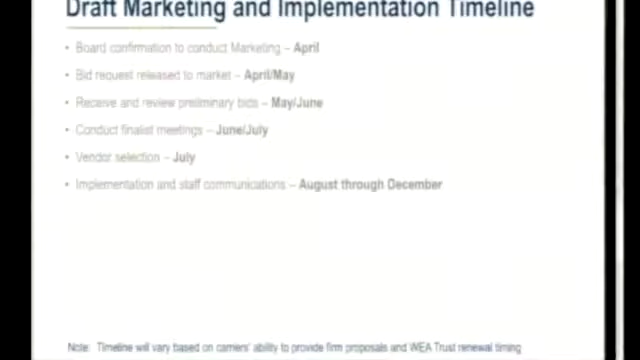 Draft Marketing and Implementation Timeline
• Board confirmation to conduct Marketing – April
• Bid request released to market – April/May
• Receive and review preliminary bids – May/June
• Conduct finalist meetings – June/July
• Vendor selection – July
• Implementation and staff communications – August through December
Note: Timeline will vary based on carriers' ability to provide firm proposals and WEA Trust renewal timing